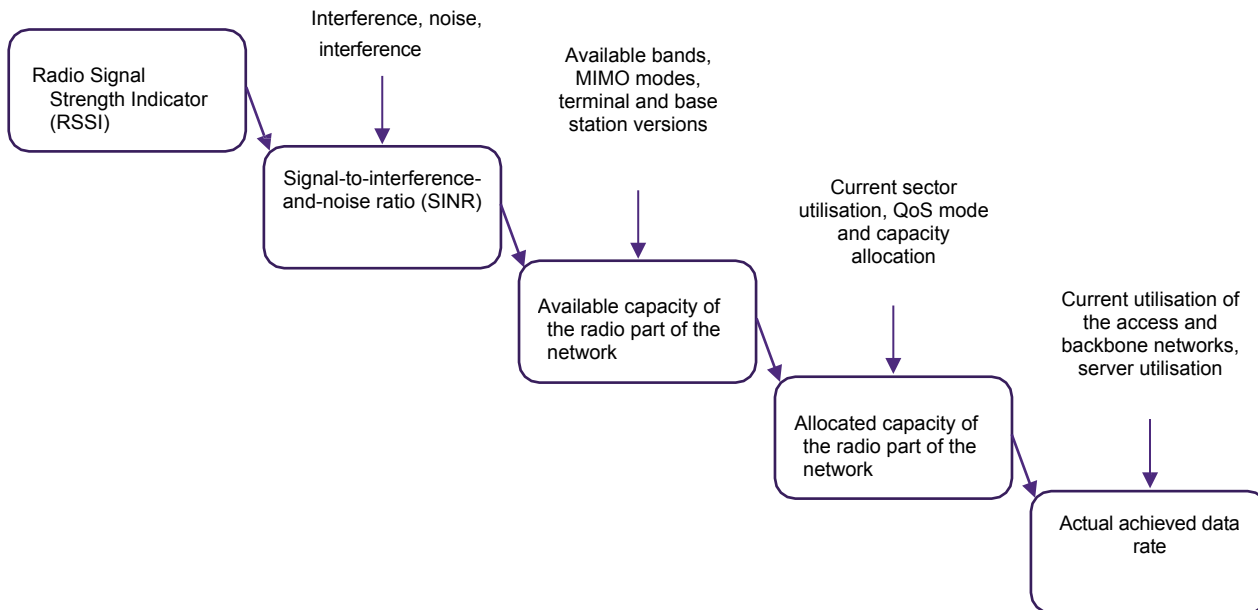 Interference, noise,
interference
Radio Signal
Strength Indicator
(RSSI)
Available bands,
MIMO modes,
terminal and base
station versions
Signal-to-interference-
and-noise ratio (SINR)
Current sector
utilisation, QoS mode
and capacity
allocation
Available capacity of
the radio part of the
network
Current utilisation of
the access and
backbone networks,
server utilisation
Allocated capacity of
the radio part of the
network
Actual achieved data
rate